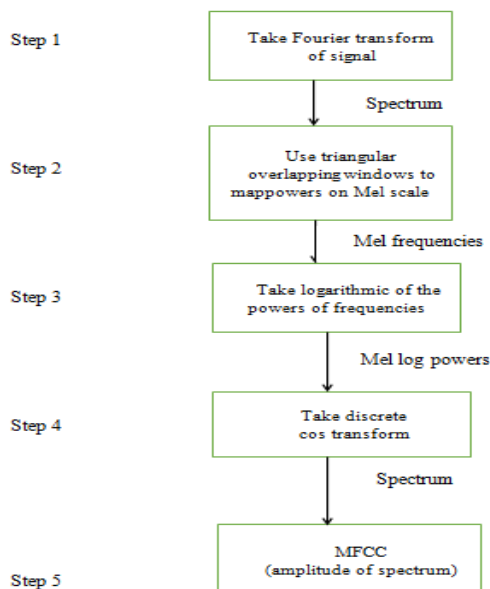 Step 1
Take Fourier transform
of signal
Spectrum
Step 2
Use triangular
overlapping windows to
mappowers on Mel scale
Mel frequencies
Step 3
Take logarithmic of the
powers of frequencies
Mel log powers
Step 4
Take discrete
cos transform
Spectrum
MFCC
(amplitude of spectrum)
Step 5